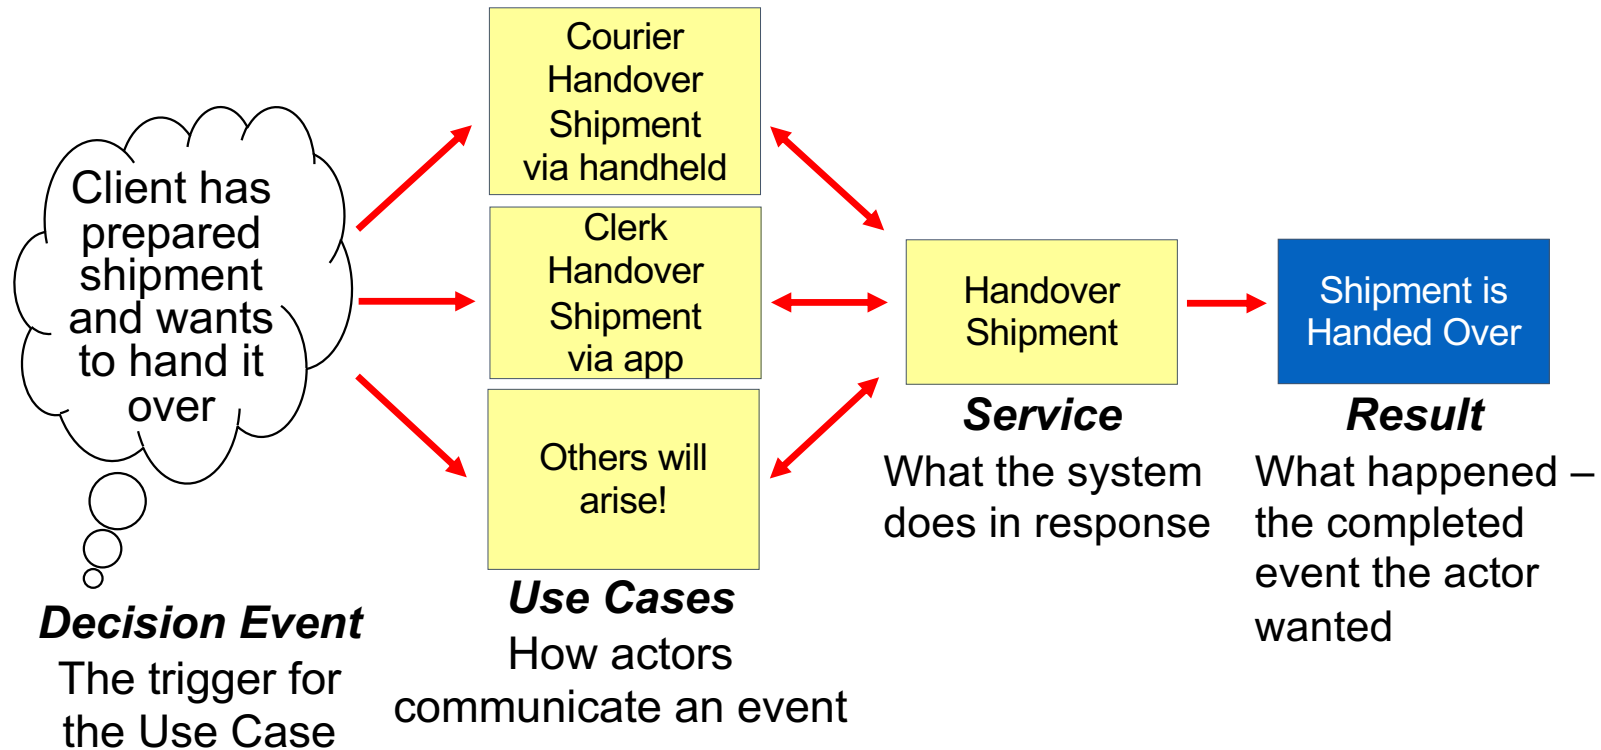 Client has
prepared
shipment
and wants
to hand it
over
Decision Event
The trigger for
the Use Case
Courier
Handover
Shipment
via handheld
Clerk
Handover
Shipment
via app
Others will
arise!
Use Cases
How actors
communicate an event
Handover
Shipment
Service
What the system
does in response
Shipment is
Handed Over
Result
What happened –
the completed
event the actor
wanted